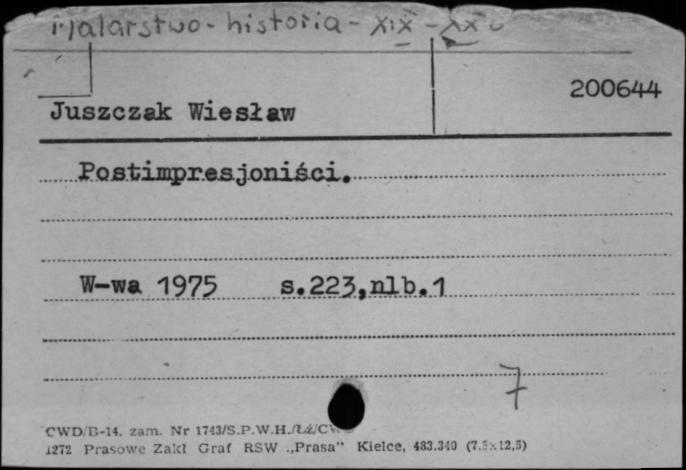 Malarstwo - historia - XIX - XX w
200644
Juszczak Wiesław
Postimpresjoniści.
W-wa 1975 s.223,nlb.1
7
CWD/B-14. zam. Nr 1743/S.P.W.H./Łż/CW
1272 Prasowe Zakł Graf RSW „Prasa” Kielce, 483.340 (7.5×12,5)